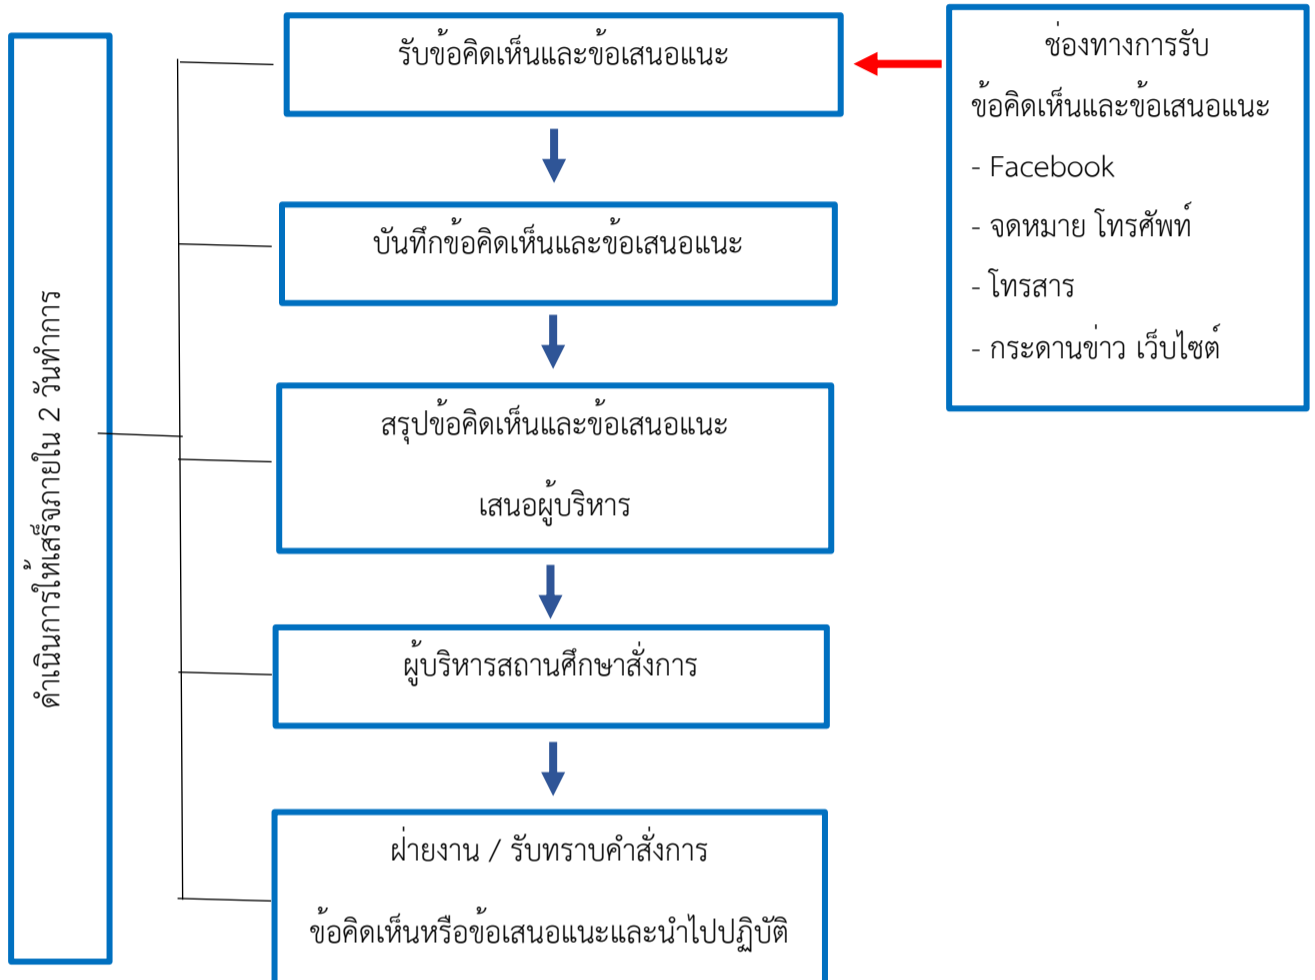 รับข้อคิดเห็นและข้อเสนอแนะ
บันทึกข้อคิดเห็นและข้อเสนอแนะ
สรุปข้อคิดเห็นและข้อเสนอแนะ
เสนอผู้บริหาร
ผู้บริหารสถานศึกษาสั่งการ
ฝ่ายงาน / รับทราบคำสั่งการ
ข้อคิดเห็นหรือข้อเสนอแนะและนำไปปฏิบัติ
ช่องทางการรับ
ข้อคิดเห็นและข้อเสนอแนะ
- Facebook
- จดหมาย โทรศัพท์
- โทรสาร
- กระดานข่าว เว็บไซต์
ดำเนินการให้เสร็จภายใน 2 วันทำการ